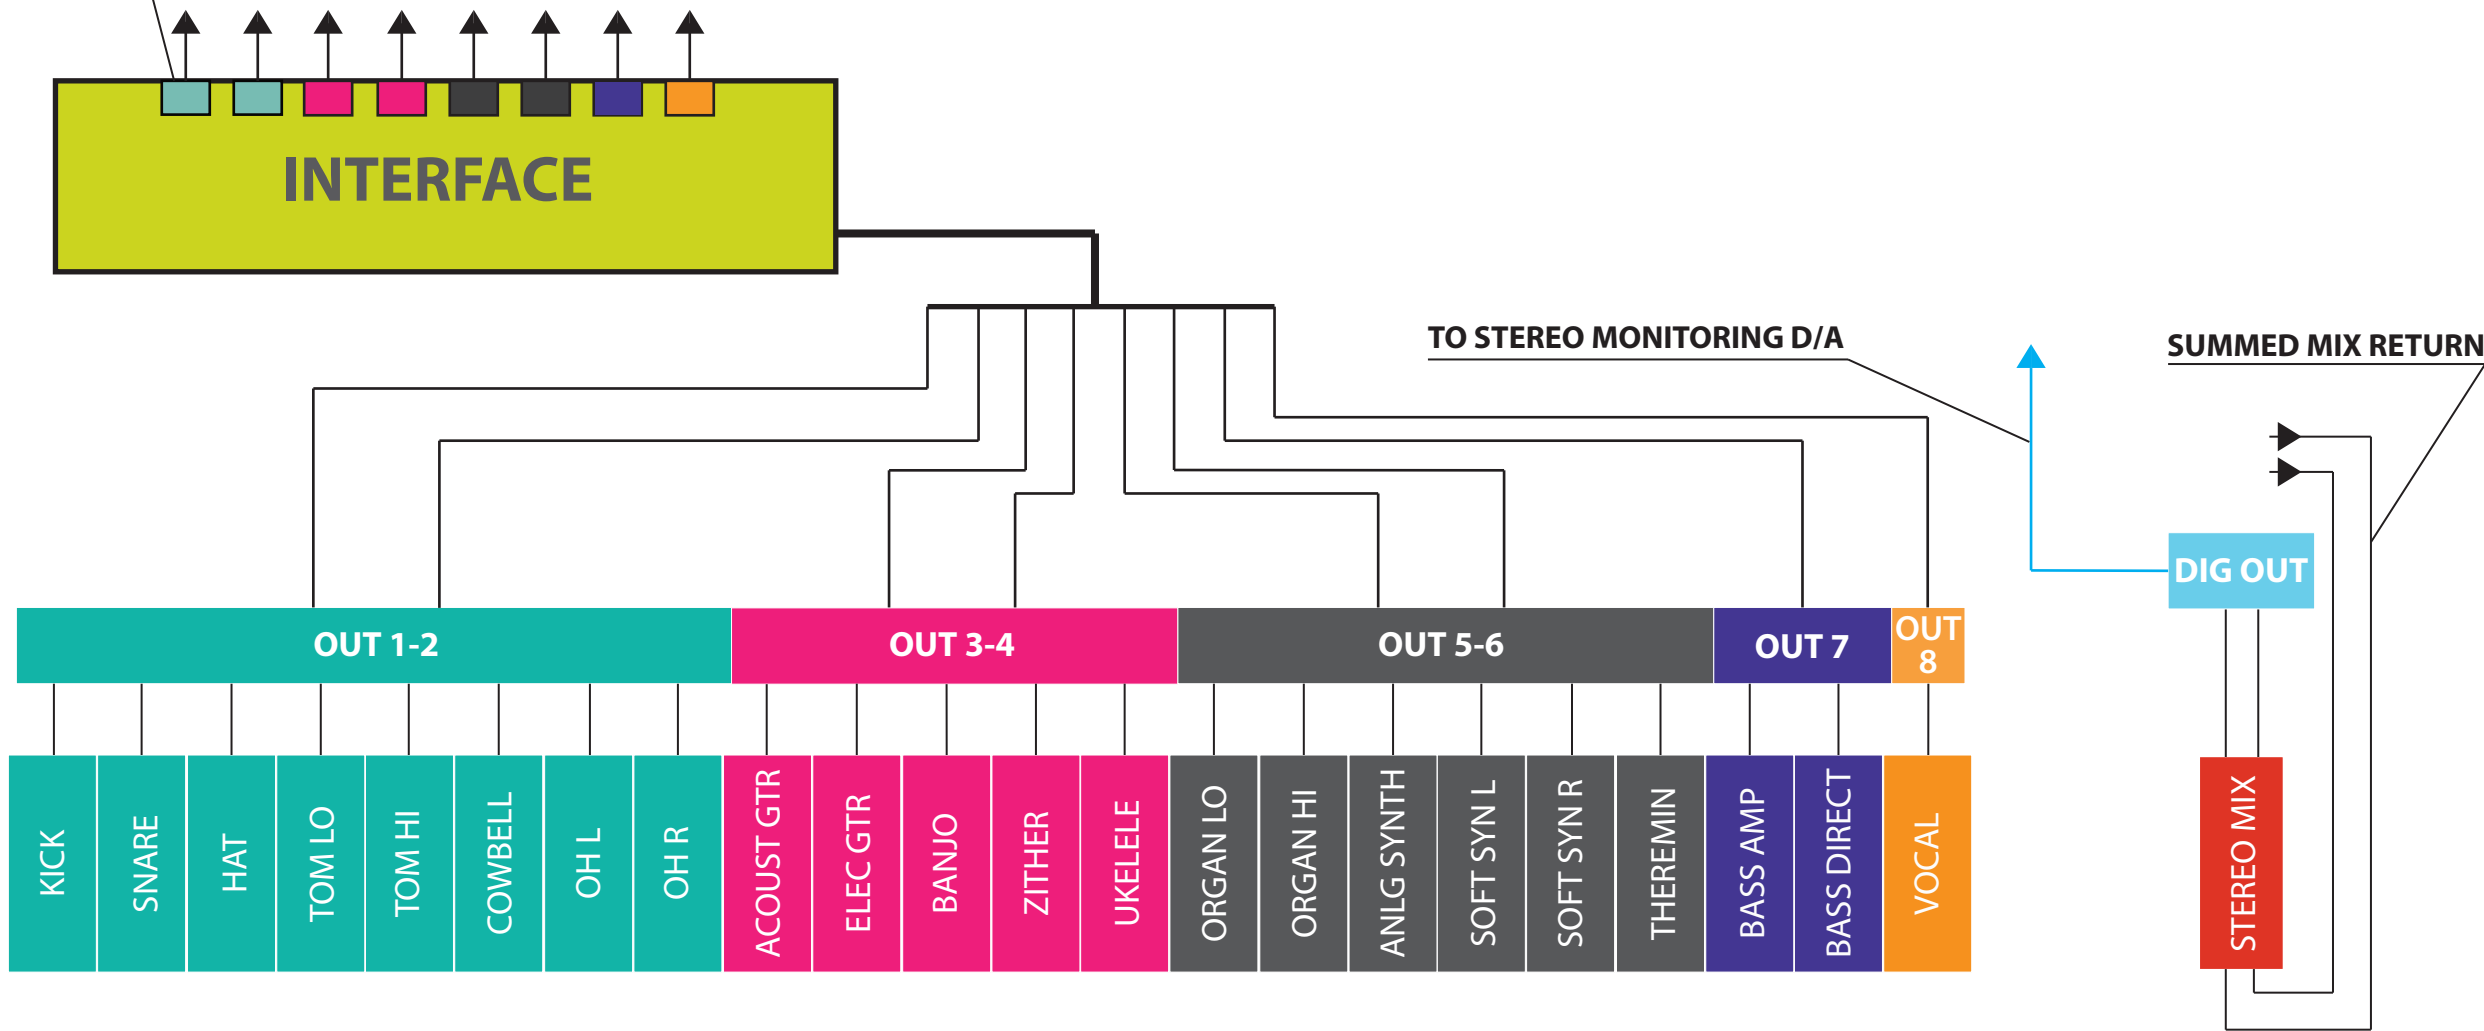 INTERFACE
TO STEREO MONITORING D/A
SUMMED MIX RETURN
DIG OUT
OUT 1-2
OUT 3-4
OUT 5-6
OUT 7
OUT
8
KICK
SNARE
HAT
TOM LO
TOM HI
COWBELL
OH L
OH R
ACOUST GTR
ELEC GTR
BANJO
ZITHER
UKELELE
ORGAN LO
ORGAN HI
ANLG SYNTH
SOFT SYN L
SOFT SYN R
THEREMIN
BASS AMP
BASS DIRECT
VOCAL
STEREO MIX